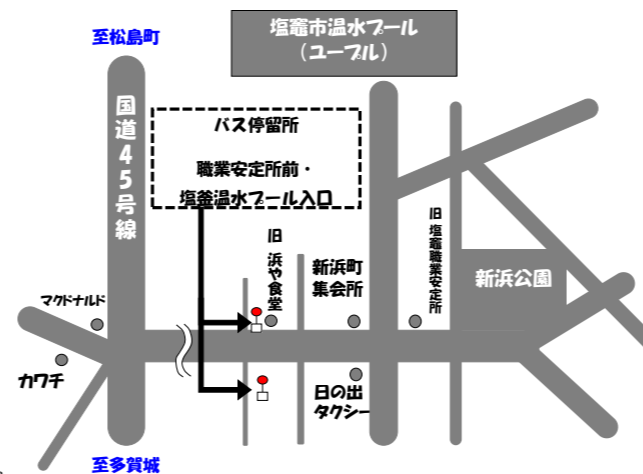 塩竈市温水プール
（ユープル）
至松島町
国道45号線
バス停留所
職業安定所前・
塩釜温水プール入口
旧 浜や食堂
新浜町
集会所
旧 塩竈職業安定所
新浜公園
マクドナルド
カワチ
日の出
タクシー
至多賀城